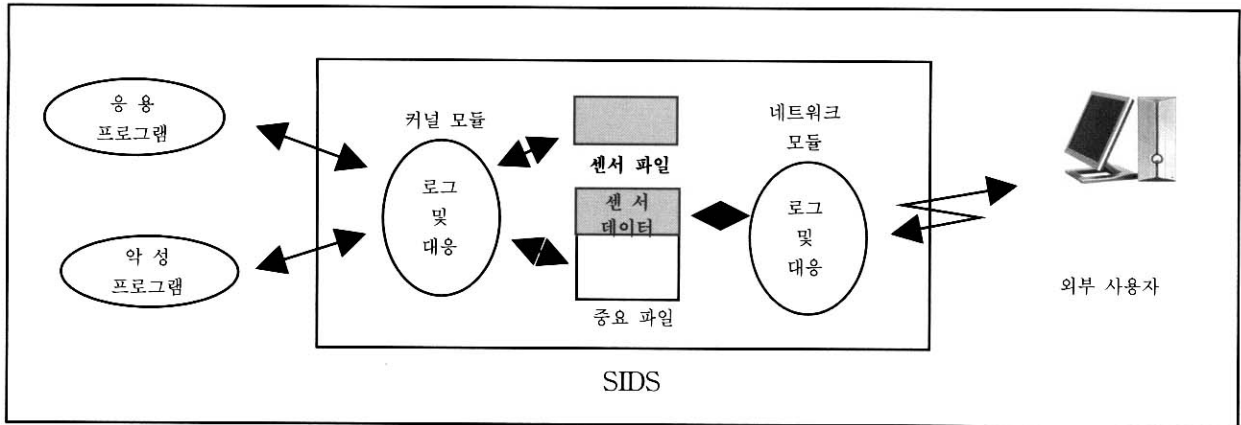 응 용
프로그램
악 성
프로그램
커널 모듈
로그
및
대응
센서 파일
센 서
데이터
중요 파일
네트워크
모듈
로그
및
대응
외부 사용자
SIDS